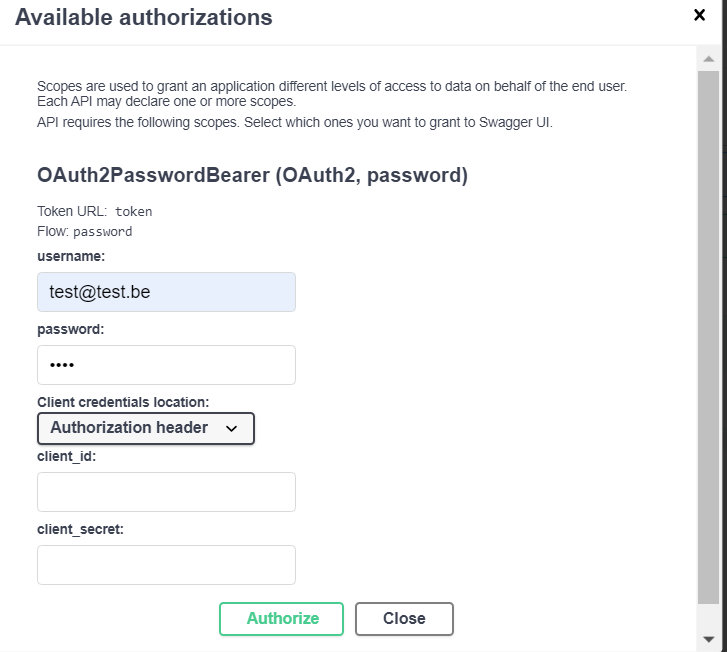 Available authorizations
Scopes are used to grant an application different levels of access to data on behalf of the end user.
Each API may declare one or more scopes.
API requires the following scopes. Select which ones you want to grant to Swagger UI.
OAuth2PasswordBearer (OAuth2, password)
Token URL: token
Flow: password
username:
test@test.be
password:
••••
Client credentials location:
Authorization header
client_id:
client_secret:
Authorize Close